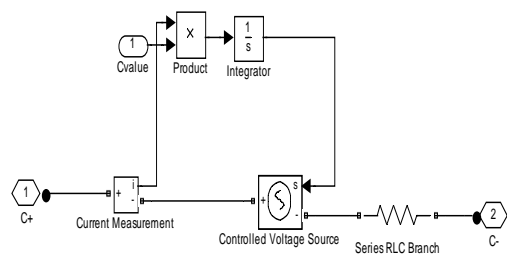 1
Cvalue
×
Product
1
s
Integrator
1
C+
+
i
-
Current Measurement
+
s
-
Controlled Voltage Source
Series RLC Branch
2
C-